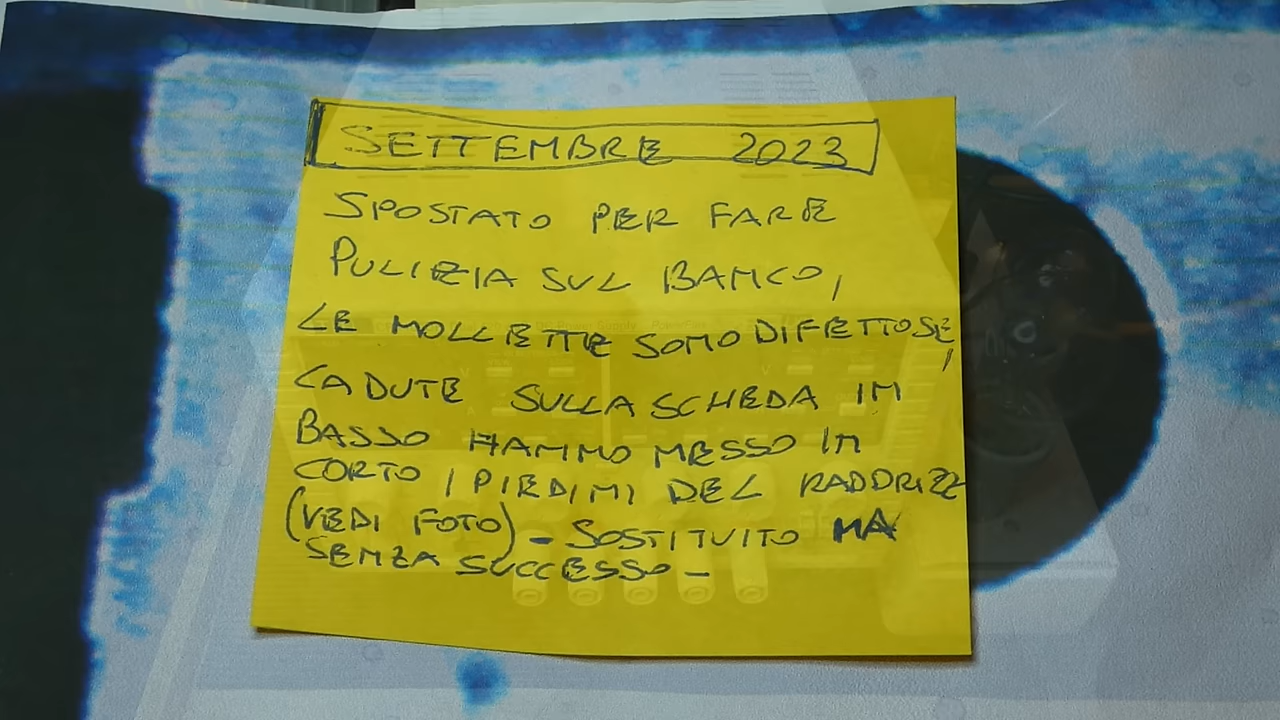 SETTEMBRE 2023
SPOSTATO PER FARE
PULIZIA SUL BANCO,
LE MOLLETTE SONO DIFETTOSE,
CADUTE SULLA SCHEDA IN
BASSO HANNO MESSO IN
CORTO I PIEDINI DEL RADDRIZZ
(VEDI FOTO) - SOSTITUITO MA
SENZA SUCCESSO -